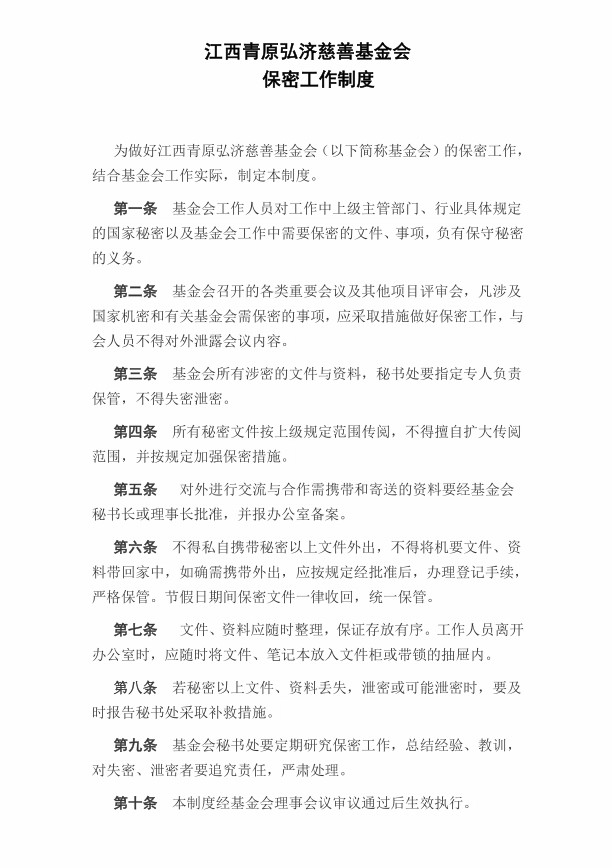 江西青原弘济慈善基金会
保密工作制度
为做好江西青原弘济慈善基金会（以下简称基金会）的保密工作，
结合基金会工作实际，制定本制度。
第一条 基金会工作人员对工作中上级主管部门、行业具体规定
的国家秘密以及基金会工作中需要保密的文件、事项，负有保守秘密
的义务。
第二条 基金会召开的各类重要会议及其他项目评审会，凡涉及
国家机密和有关基金会需保密的事项，应采取措施做好保密工作，与
会人员不得对外泄露会议内容。
第三条 基金会所有涉密的文件与资料，秘书处要指定专人负责
保管，不得失密泄密。
第四条 所有秘密文件按上级规定范围传阅，不得擅自扩大传阅
范围，并按规定加强保密措施。
第五条 对外进行交流与合作需携带和寄送的资料要经基金会
秘书长或理事长批准，并报办公室备案。
第六条 不得私自携带秘密以上文件外出，不得将机要文件、资
料带回家中，如确需携带外出，应按规定经批准后，办理登记手续，
严格保管。节假日期间保密文件一律收回，统一保管。
第七条 文件、资料应随时整理，保证存放有序。工作人员离开
办公室时，应随时将文件、笔记本放入文件柜或带锁的抽屉内。
第八条 若秘密以上文件、资料丢失，泄密或可能泄密时，要及
时报告秘书处采取补救措施。
第九条 基金会秘书处要定期研究保密工作，总结经验、教训，
对失密、泄密者要追究责任，严肃处理。
第十条 本制度经基金会理事会议审议通过后生效执行。